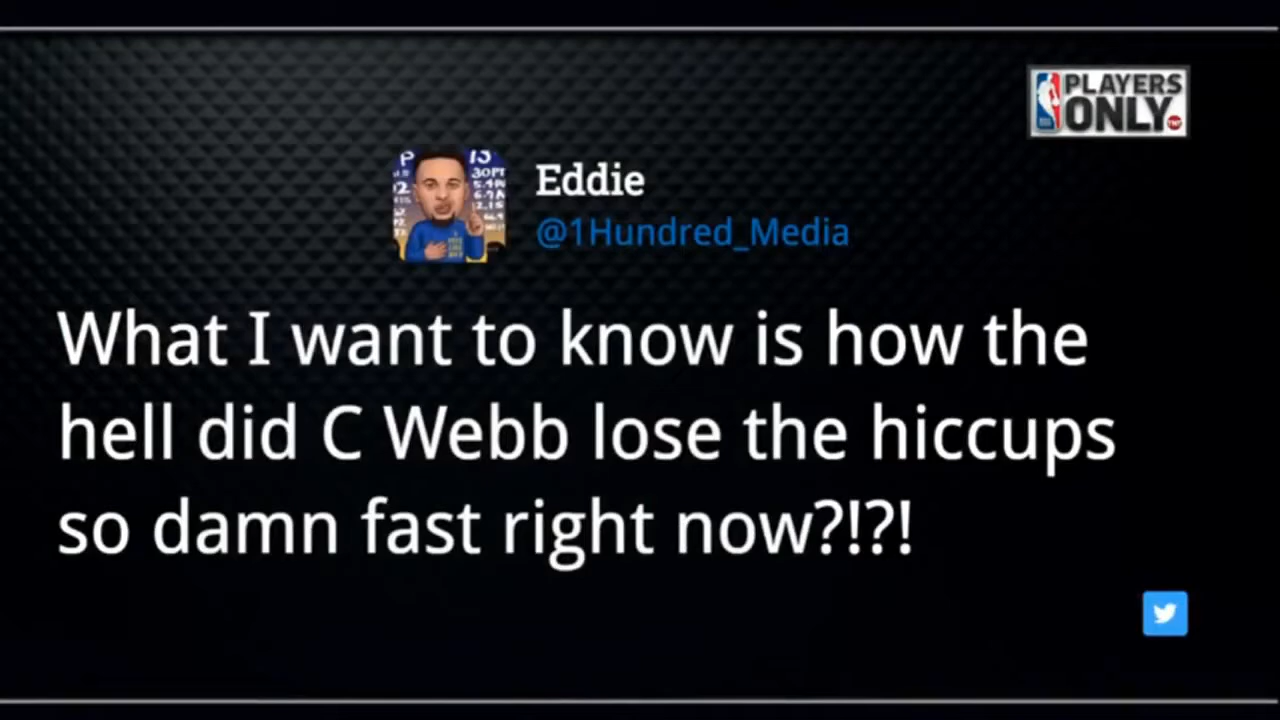 PLAYERS
ONLY
TNT
Eddie
@1Hundred_Media
What I want to know is how the
hell did C Webb lose the hiccups
so damn fast right now?!?!